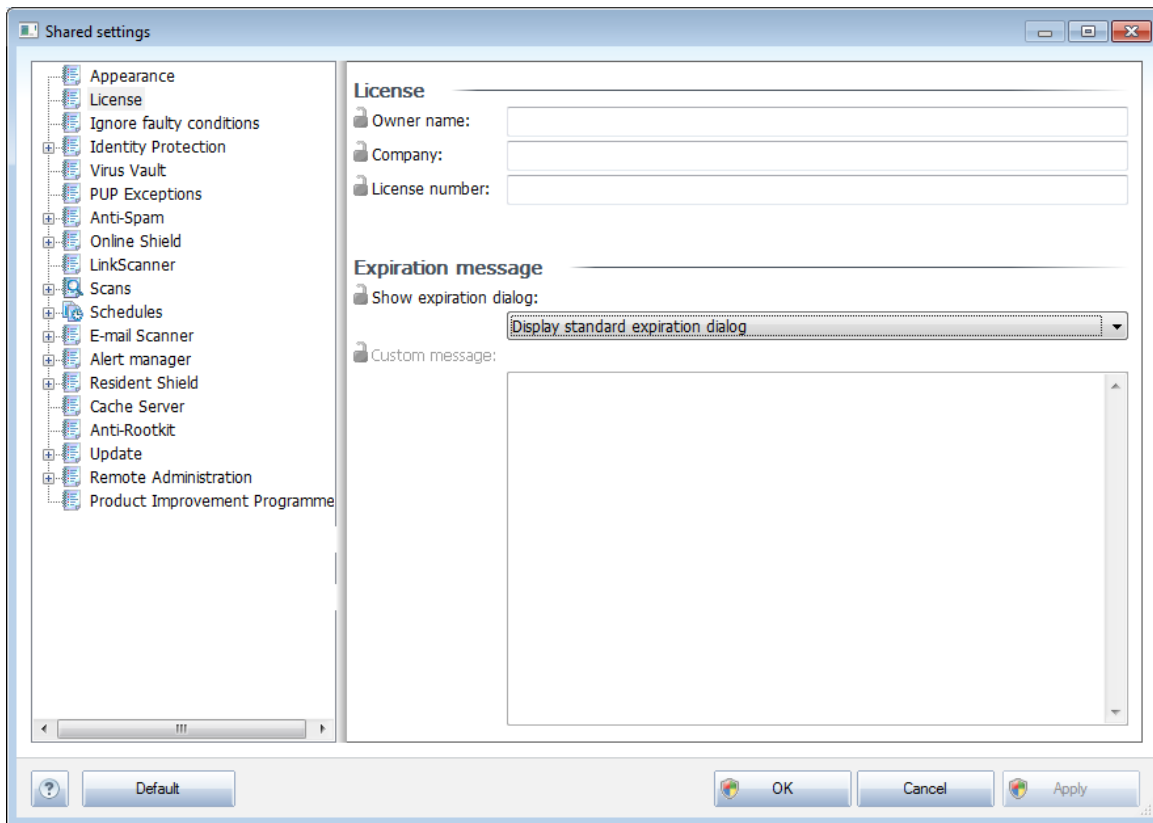 Shared settings
Appearance
License
Ignore faulty conditions
Identity Protection
Virus Vault
PUP Exceptions
Anti-Spam
Online Shield
LinkScanner
Scans
Schedules
E-mail Scanner
Alert manager
Resident Shield
Cache Server
Anti-Rootkit
Update
Remote Administration
Product Improvement Programme
License
Owner name:
Company:
License number:
Expiration message
Show expiration dialog:
Display standard expiration dialog
Custom message:
?
Default
OK
Cancel
Apply